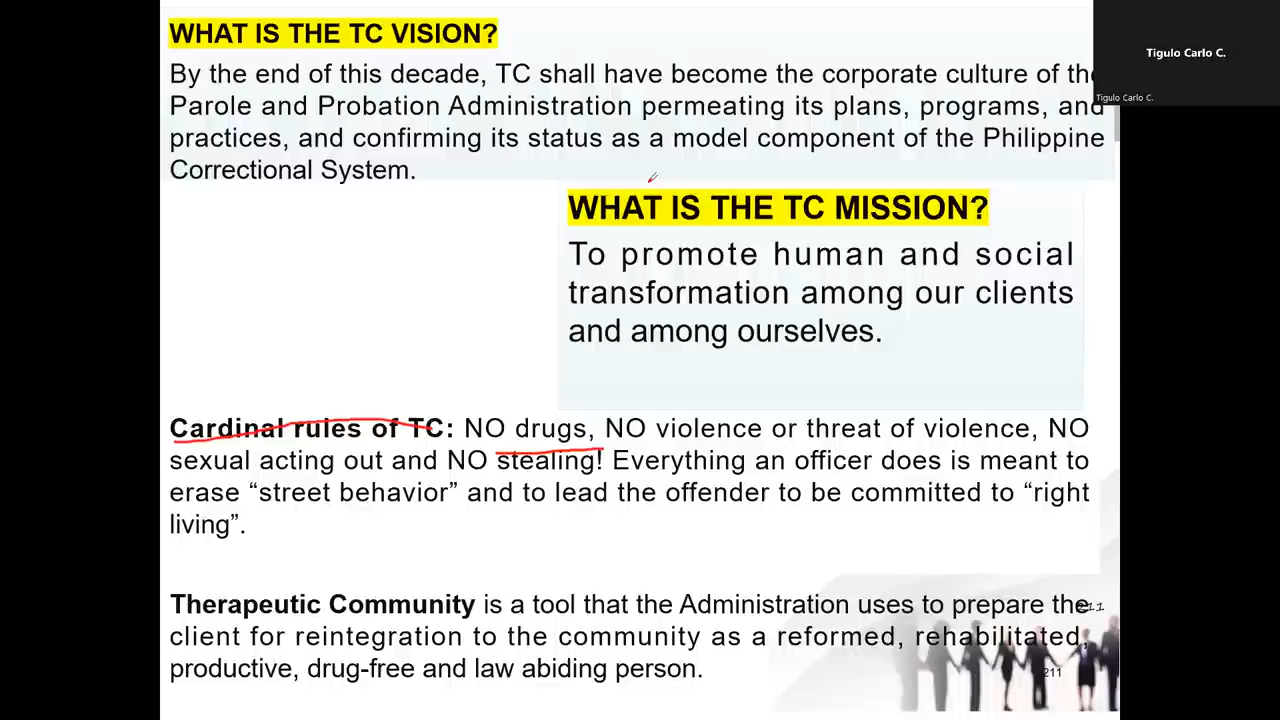 WHAT IS THE TC VISION?
By the end of this decade, TC shall have become the corporate culture of the
Parole and Probation Administration permeating its plans, programs, and
practices, and confirming its status as a model component of the Philippine
Correctional System.
Tigulo Carlo C.
Tigulo Carlo C.
WHAT IS THE TC MISSION?
To promote human and social
transformation among our clients
and among ourselves.
Cardinal rules of TC: NO drugs, NO violence or threat of violence, NO
sexual acting out and NO stealing! Everything an officer does is meant to
erase “street behavior” and to lead the offender to be committed to “right
living”.
Therapeutic Community is a tool that the Administration uses to prepare the
client for reintegration to the community as a reformed, rehabilitated,
productive, drug-free and law abiding person.
211
211